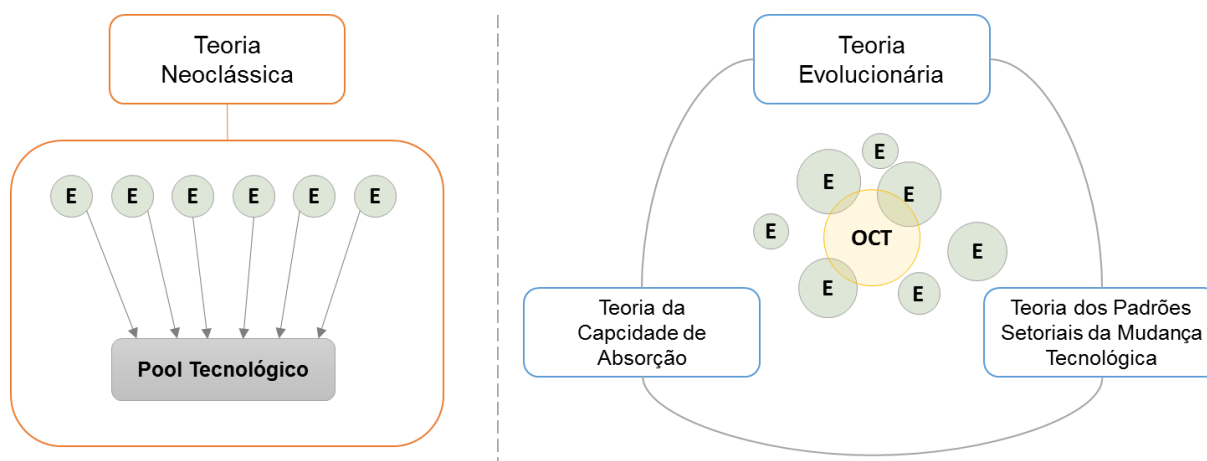 Teoria
Neoclássica
E E E E E E
Pool Tecnológico
Teoria
Evolucionária
E
E
E
E
OCT
E
E
E
Teoria da
Capcidade de
Absorção
Teoria dos Padrões
Setoriais da Mudança
Tecnológica